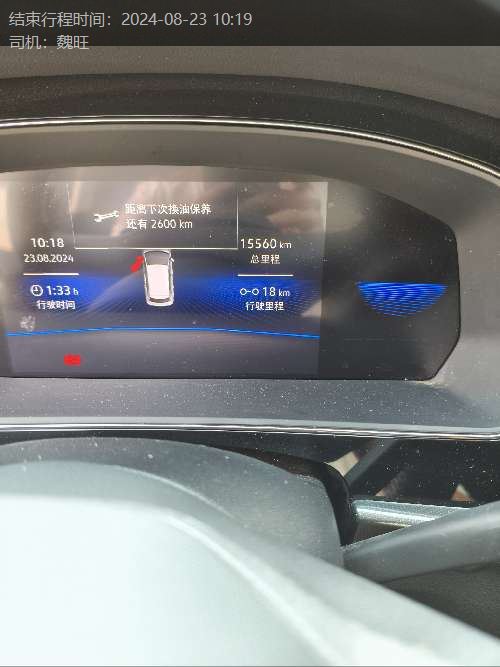 结束行程时间：2024-08-23 10:19
司机：魏旺
距离下次换油保养
还有 2600 km
10:18
23.08.2024
15560 km
总里程
1:33 h
行驶时间
18 km
行驶里程